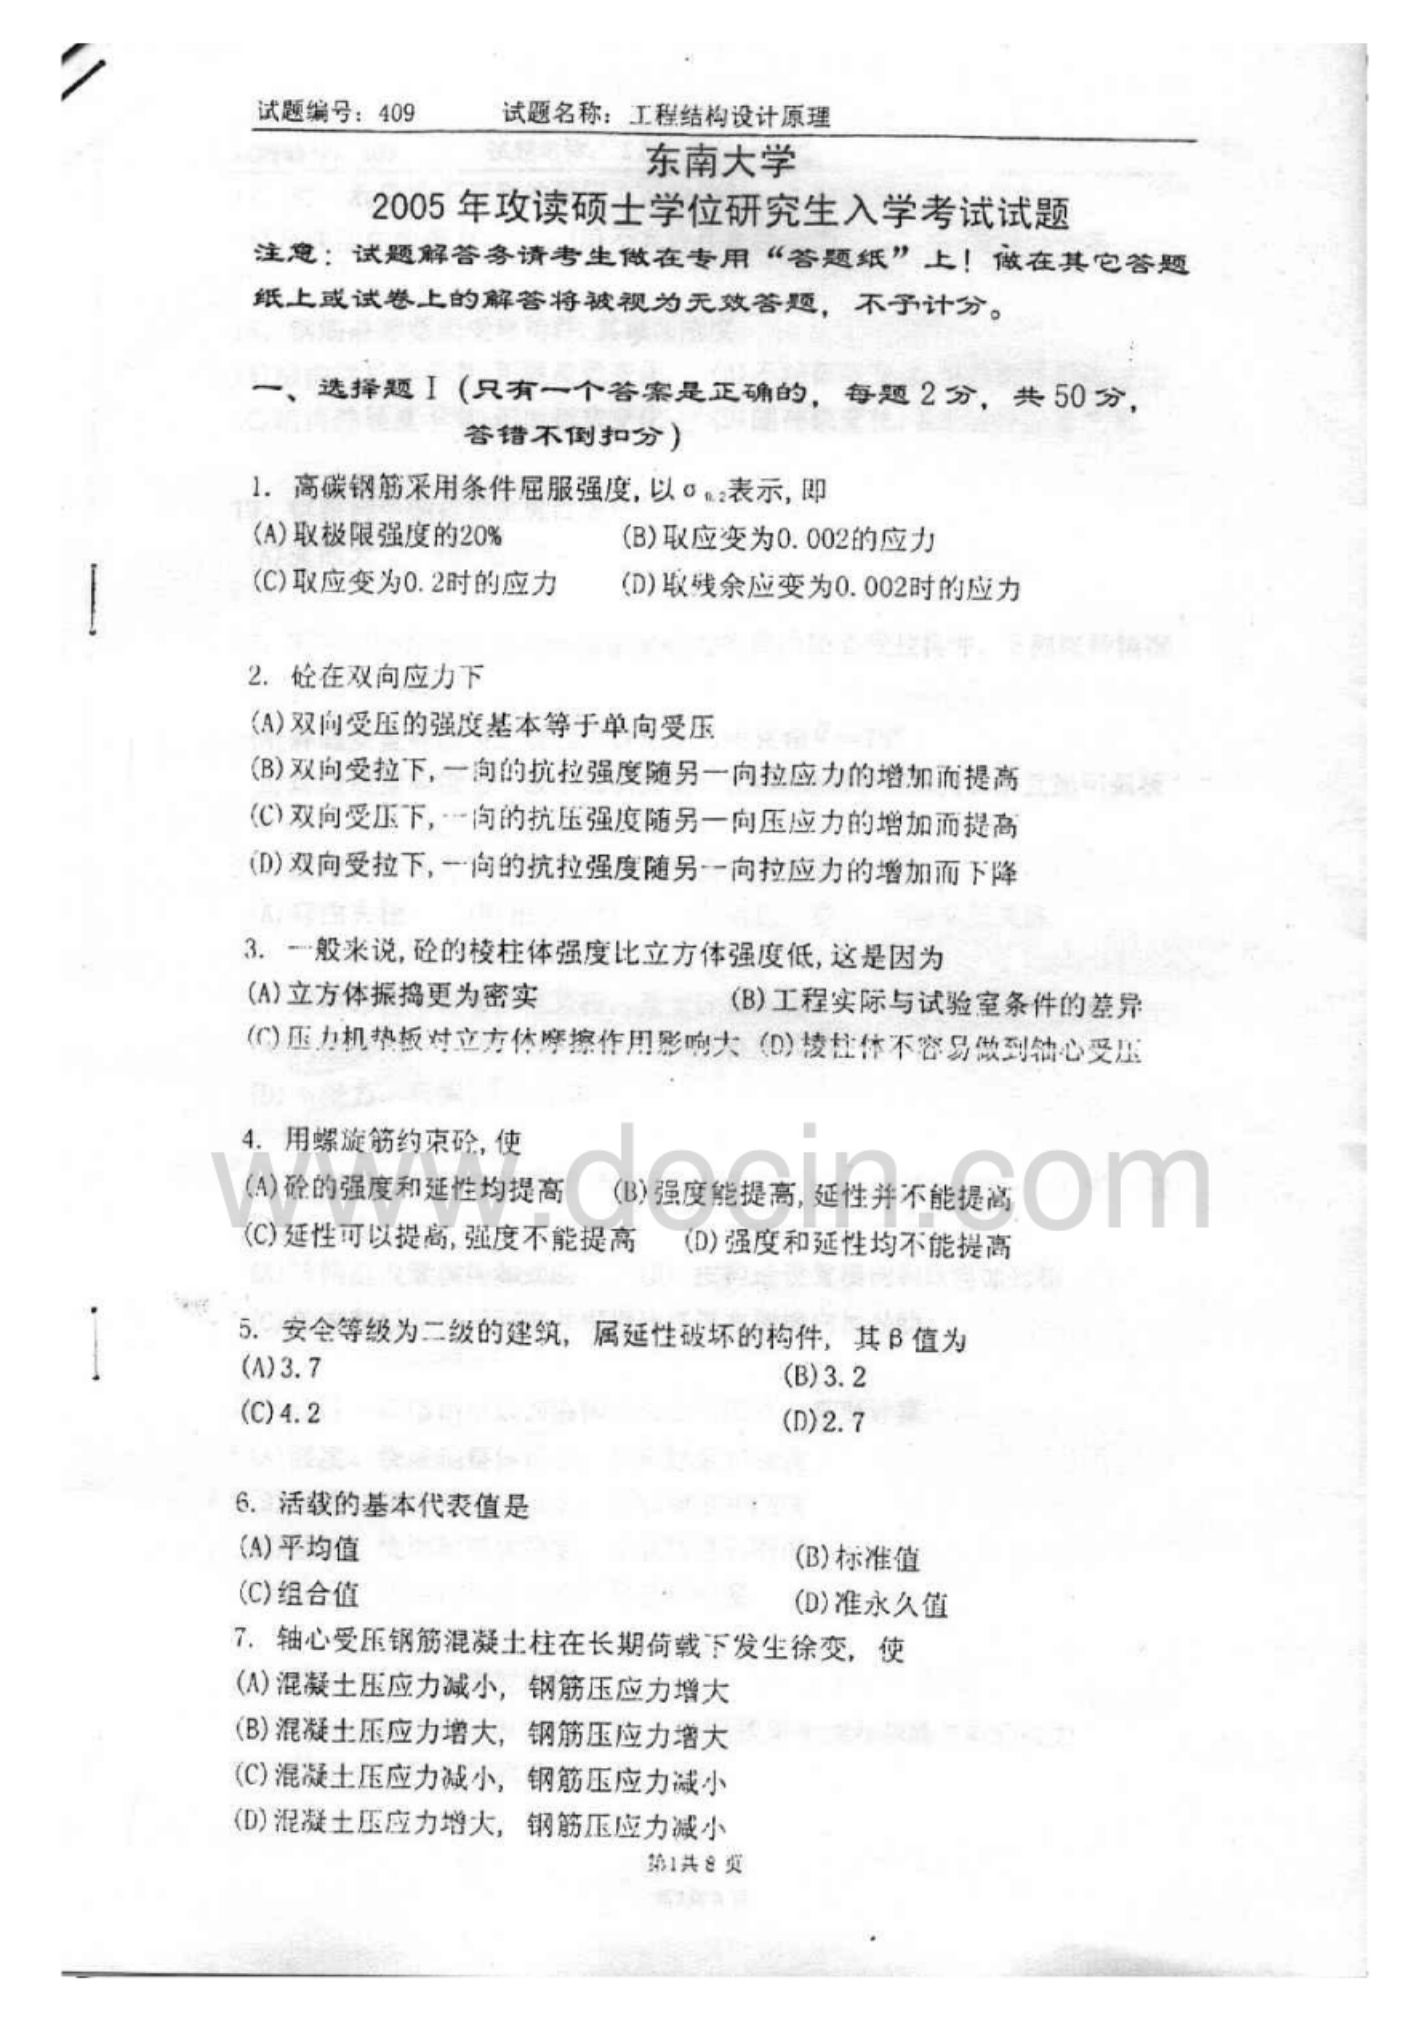 试题编号：409 试题名称：工程结构设计原理
东南大学
2005 年攻读硕士学位研究生入学考试试题
注意：试题解答务请考生做在专用“答题纸”上！做在其它答题
纸上或试卷上的解答将被视为无效答题，不予计分。
一、选择题 I（只有一个答案是正确的，每题 2 分，共 50 分，
答错不倒扣分）
1. 高碳钢筋采用条件屈服强度，以σ0.2表示，即
(A)取极限强度的20% (B)取应变为0.002的应力
(C)取应变为0.2时的应力 (D)取残余应变为0.002时的应力
2. 砼在双向应力下
(A)双向受压的强度基本等于单向受压
(B)双向受拉下，一向的抗拉强度随另一向拉应力的增加而提高
(C)双向受压下，一向的抗压强度随另一向压应力的增加而提高
(D)双向受拉下，一向的抗拉强度随另一向拉应力的增加而下降
3. 一般来说，砼的棱柱体强度比立方体强度低，这是因为
(A)立方体振捣更为密实 (B)工程实际与试验室条件的差异
(C)压力机垫板对立方体摩擦作用影响大 (D)棱柱体不容易做到轴心受压
4. 用螺旋筋约束砼，使
(A)砼的强度和延性均提高 (B)强度能提高，延性并不能提高
(C)延性可以提高，强度不能提高 (D)强度和延性均不能提高
www.docin.com
5. 安全等级为二级的建筑，属延性破坏的构件，其β值为
(A)3.7 (B)3.2
(C)4.2 (D)2.7
6. 活载的基本代表值是
(A)平均值 (B)标准值
(C)组合值 (D)准永久值
7. 轴心受压钢筋混凝土柱在长期荷载下发生徐变，使
(A)混凝土压应力减小，钢筋压应力增大
(B)混凝土压应力增大，钢筋压应力增大
(C)混凝土压应力减小，钢筋压应力减小
(D)混凝土压应力增大，钢筋压应力减小
第1共 8 页